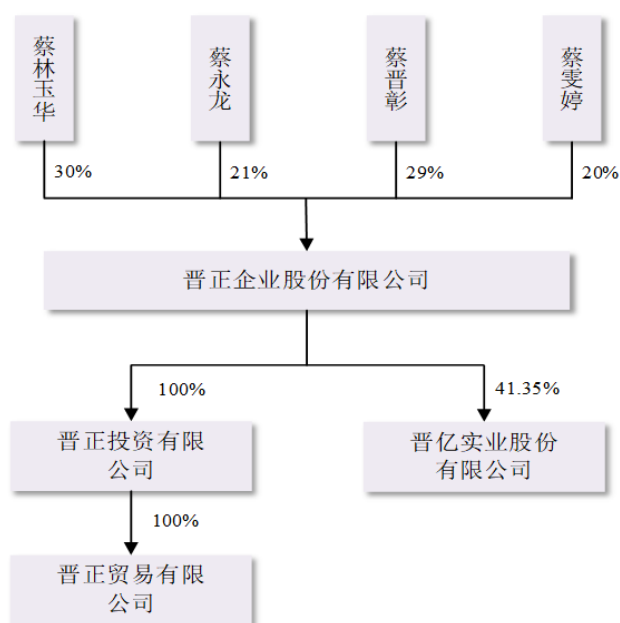 蔡林玉华
蔡永龙
蔡晋彰
蔡雯婷
30%
21%
29%
20%
晋正企业股份有限公司
100%
41.35%
晋正投资有限
公司
晋亿实业股份
有限公司
100%
晋正贸易有限
公司